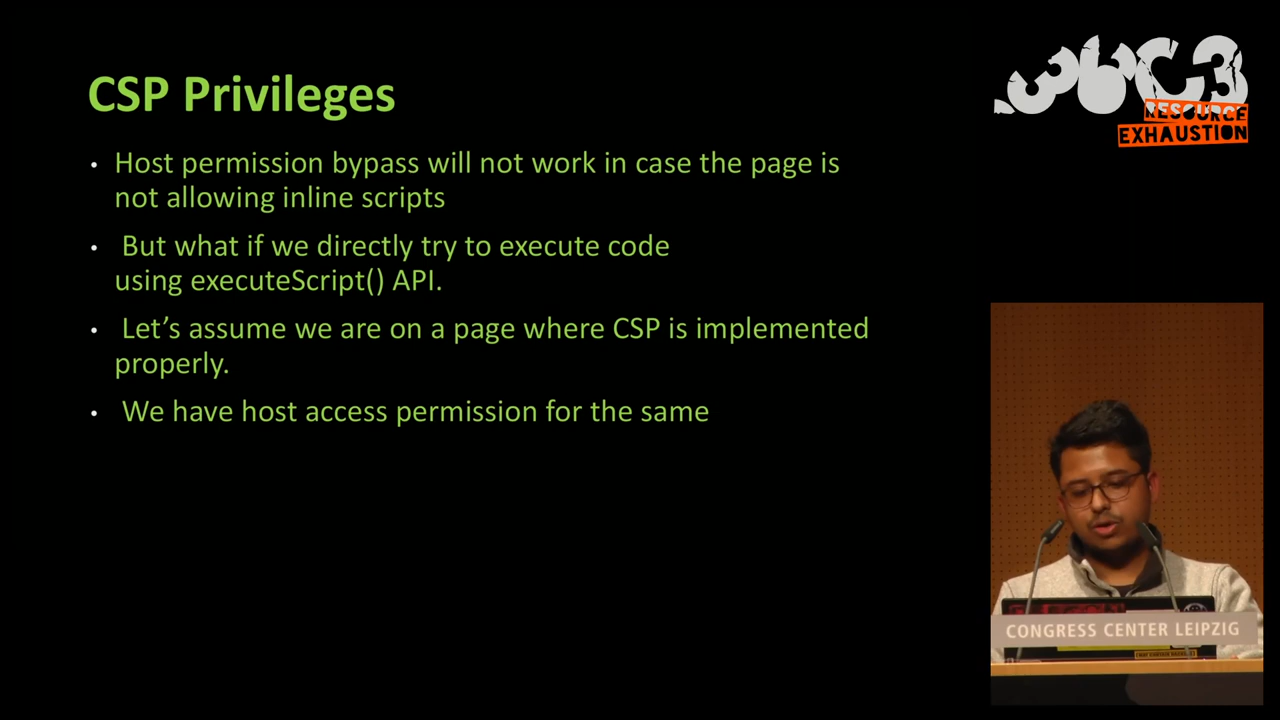 CSP Privileges
• Host permission bypass will not work in case the page is
not allowing inline scripts
• But what if we directly try to execute code
using executeScript() API.
• Let’s assume we are on a page where CSP is implemented
properly.
• We have host access permission for the same
36C3
RESOURCE
EXHAUSTION
CONGRESS CENTER LEIPZIG